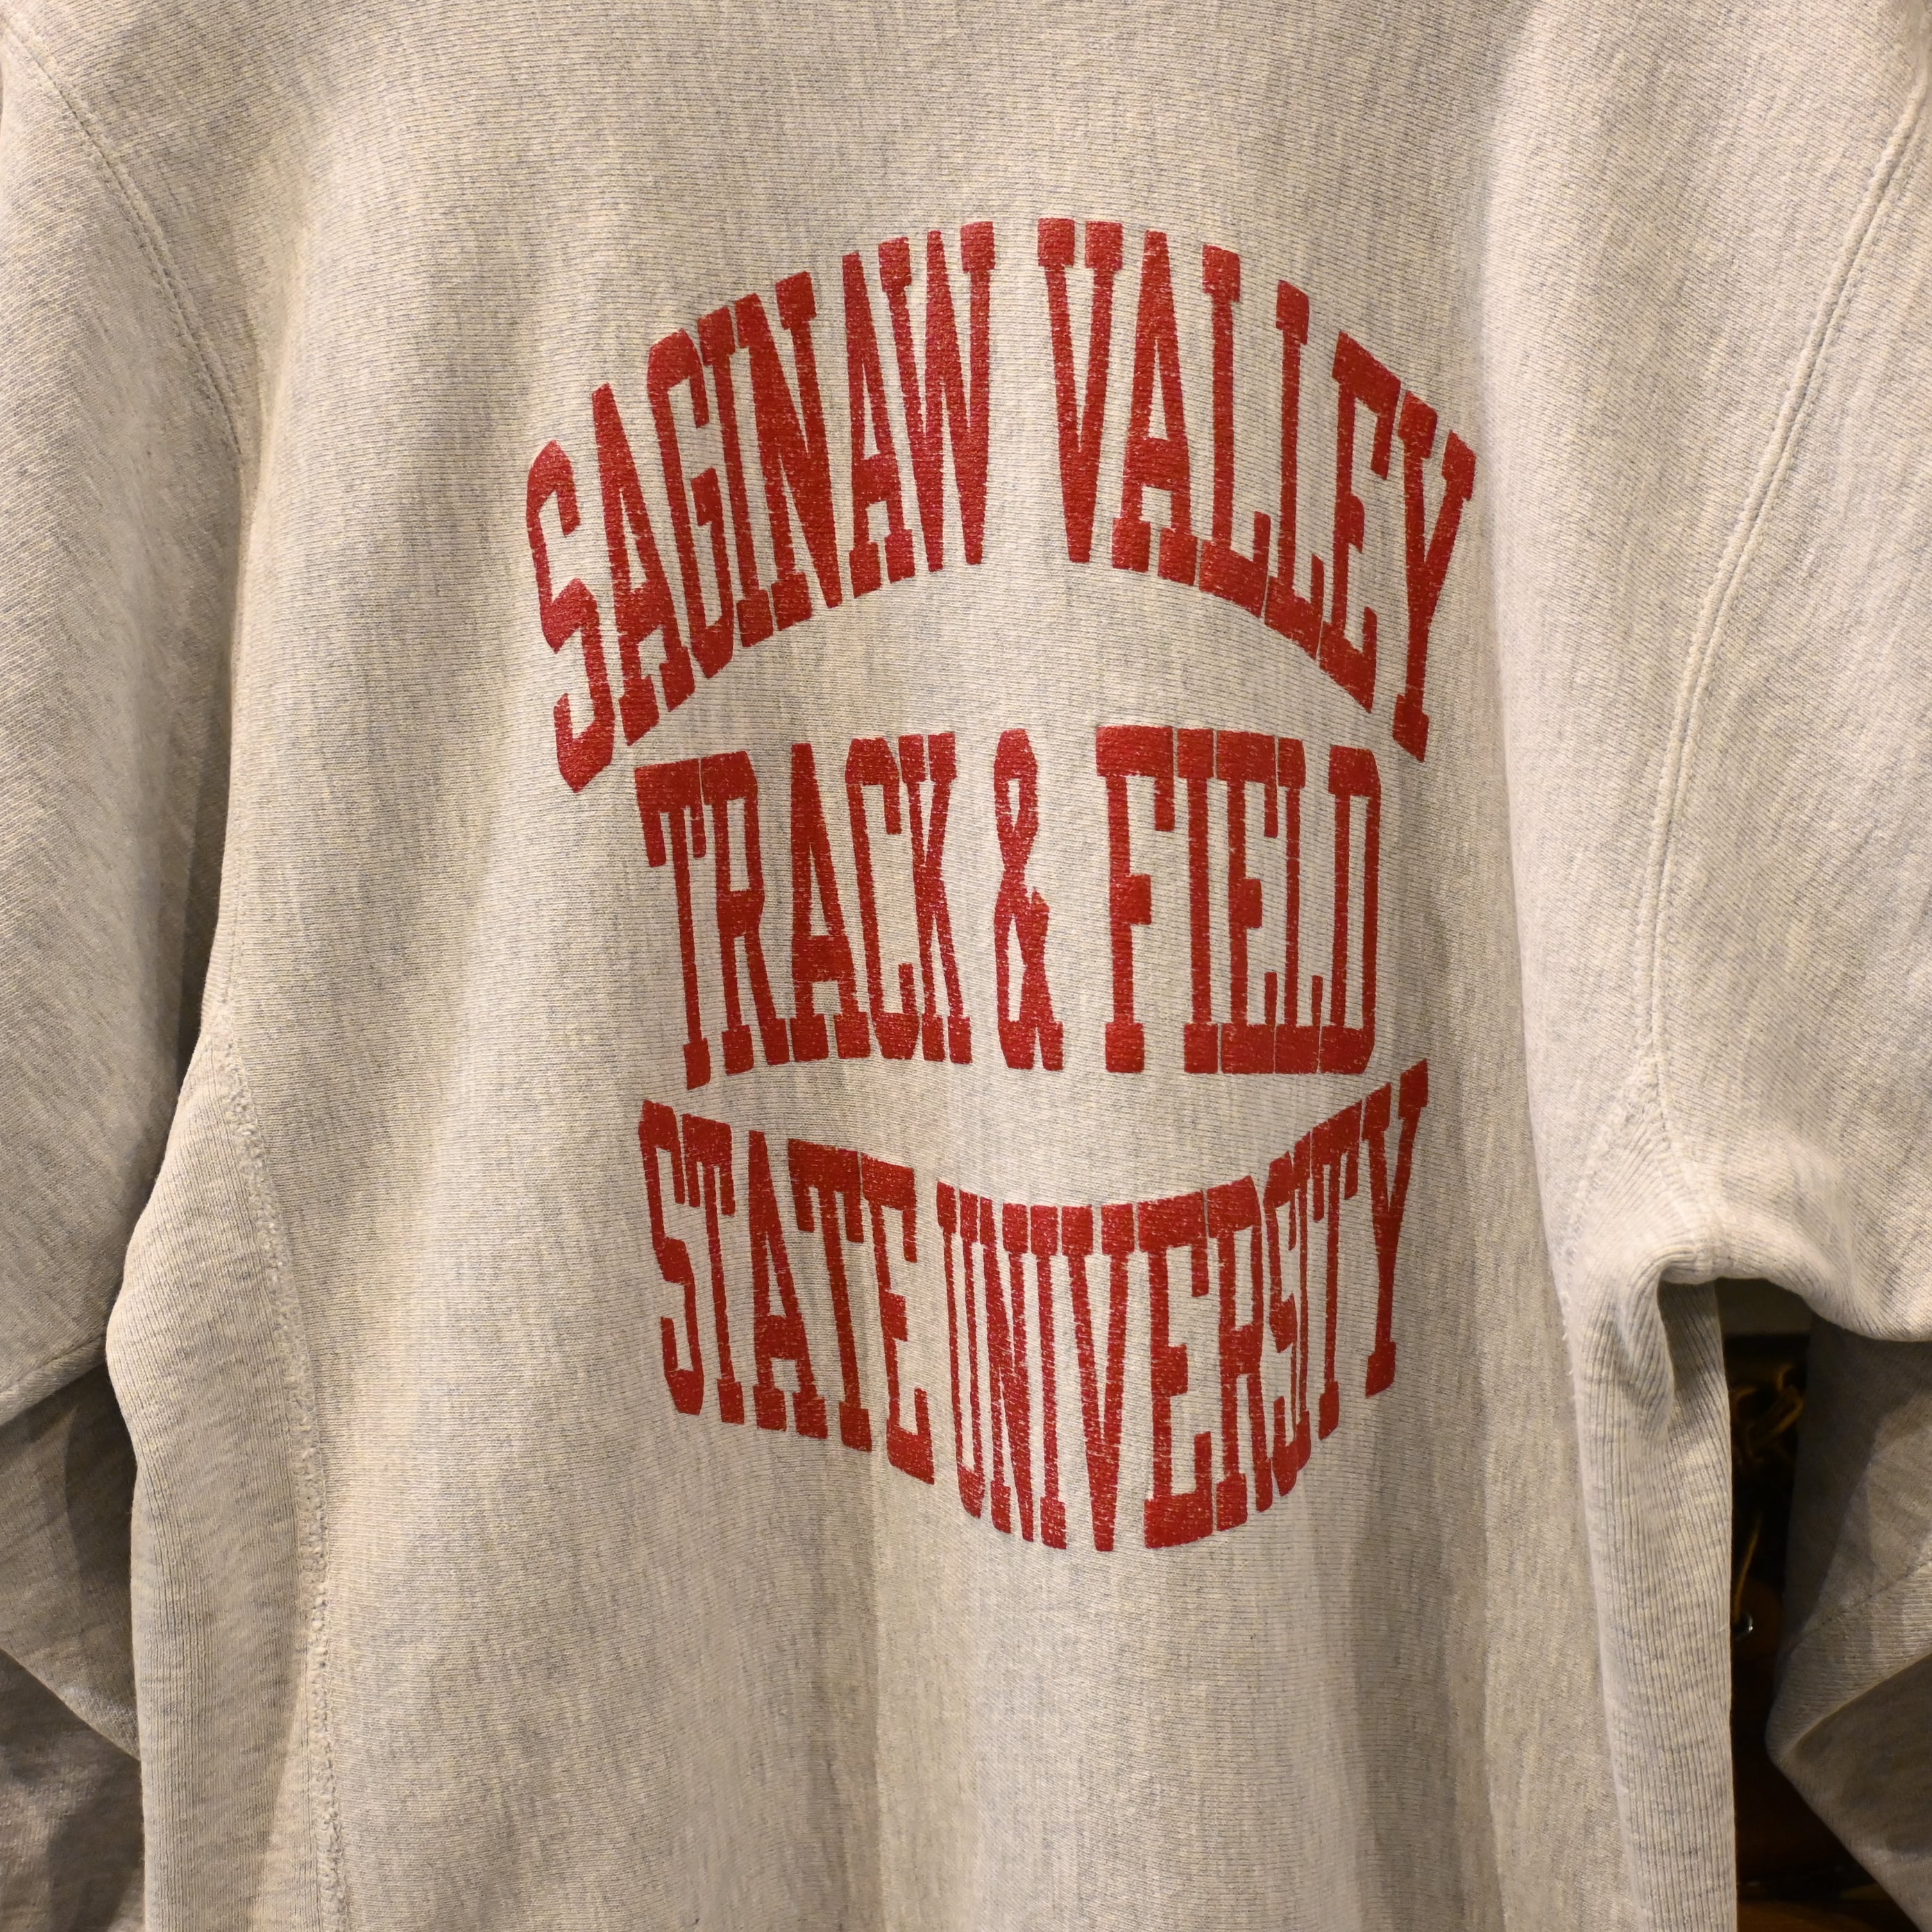 SAGINAW VALLEY
TRACK & FIELD
STATE UNIVERSITY